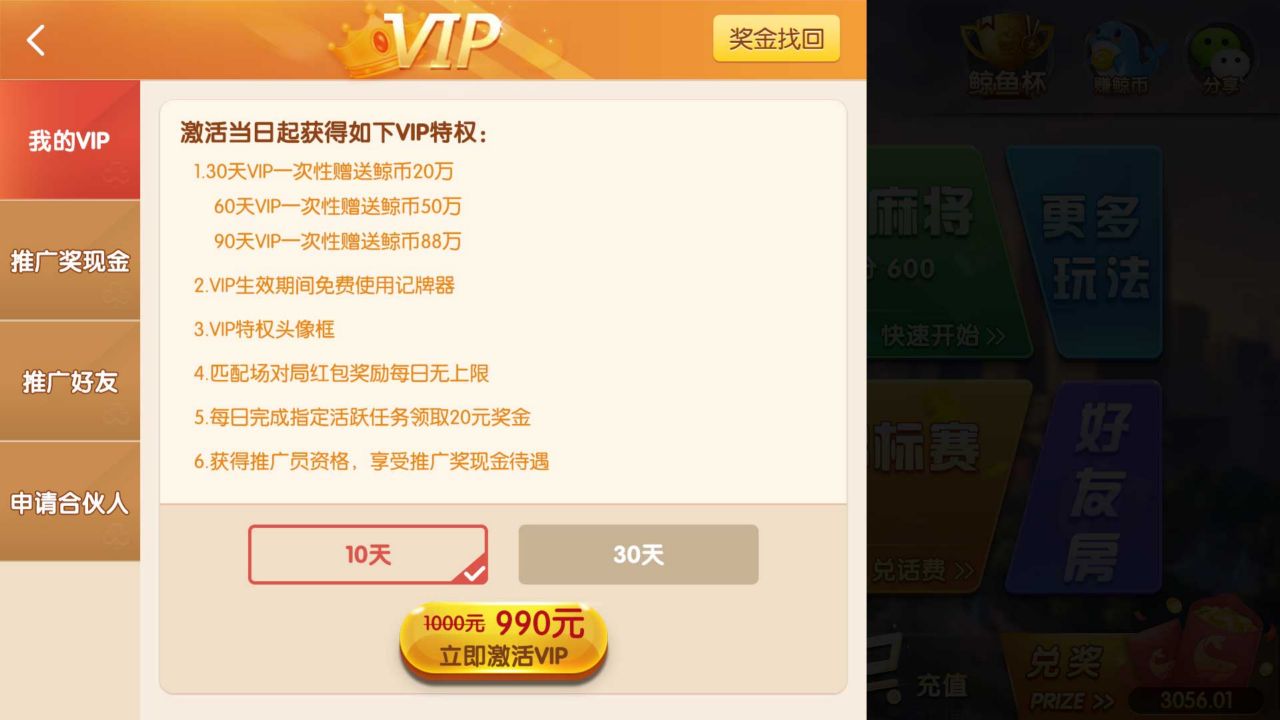 VIP
奖金找回
我的VIP
推广奖现金
推广好友
申请合伙人
激活当日起获得如下VIP特权：
1.30天VIP一次性赠送鲸币20万
60天VIP一次性赠送鲸币50万
90天VIP一次性赠送鲸币88万
2.VIP生效期间免费使用记牌器
3.VIP特权头像框
4.匹配场对局红包奖励每日无上限
5.每日完成指定活跃任务领取20元奖金
6.获得推广员资格，享受推广奖现金待遇
10天
30天
1000元 990元
立即激活VIP
鲸鱼杯
赚鲸币
分享
麻将
600
快速开始 >>
更多
玩法
标赛
兑话费 >>
好
友
房
充值
兑奖
PRIZE >>
3056.01